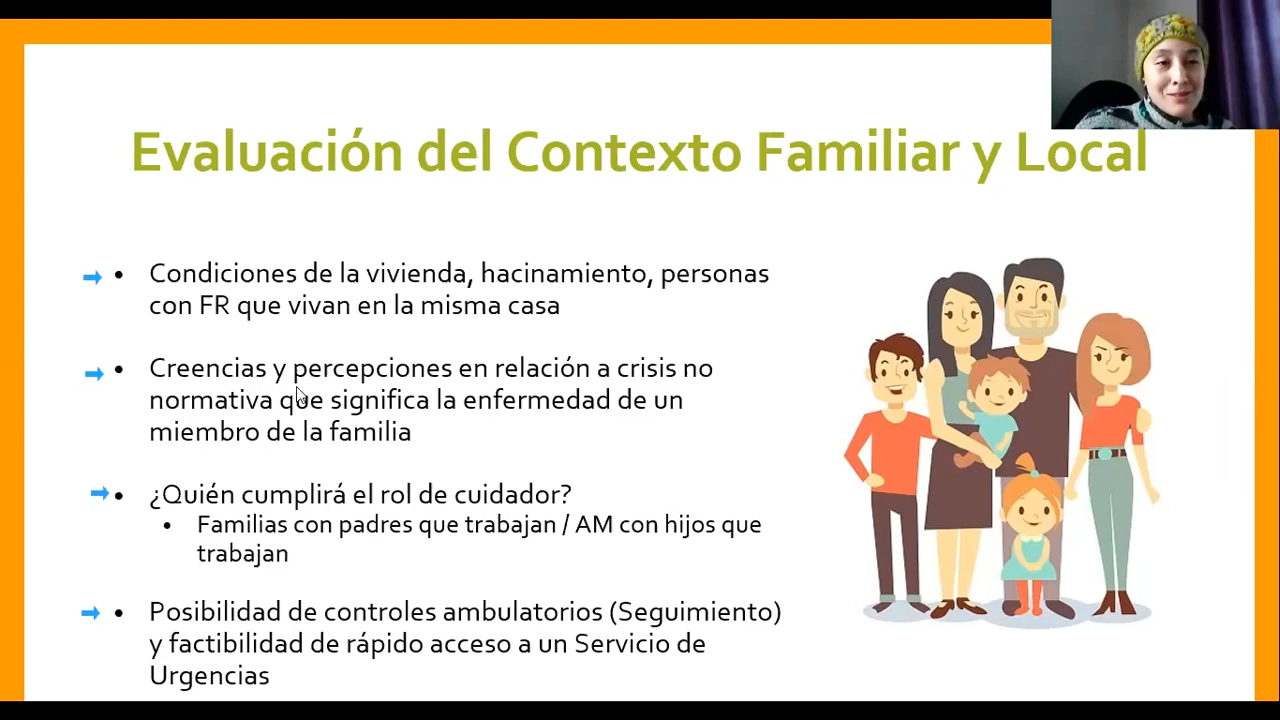 Evaluación del Contexto Familiar y Local
• Condiciones de la vivienda, hacinamiento, personas
con FR que vivan en la misma casa
• Creencias y percepciones en relación a crisis no
normativa que significa la enfermedad de un
miembro de la familia
• ¿Quién cumplirá el rol de cuidador?
• Familias con padres que trabajan / AM con hijos que
trabajan
• Posibilidad de controles ambulatorios (Seguimiento)
y factibilidad de rápido acceso a un Servicio de
Urgencias